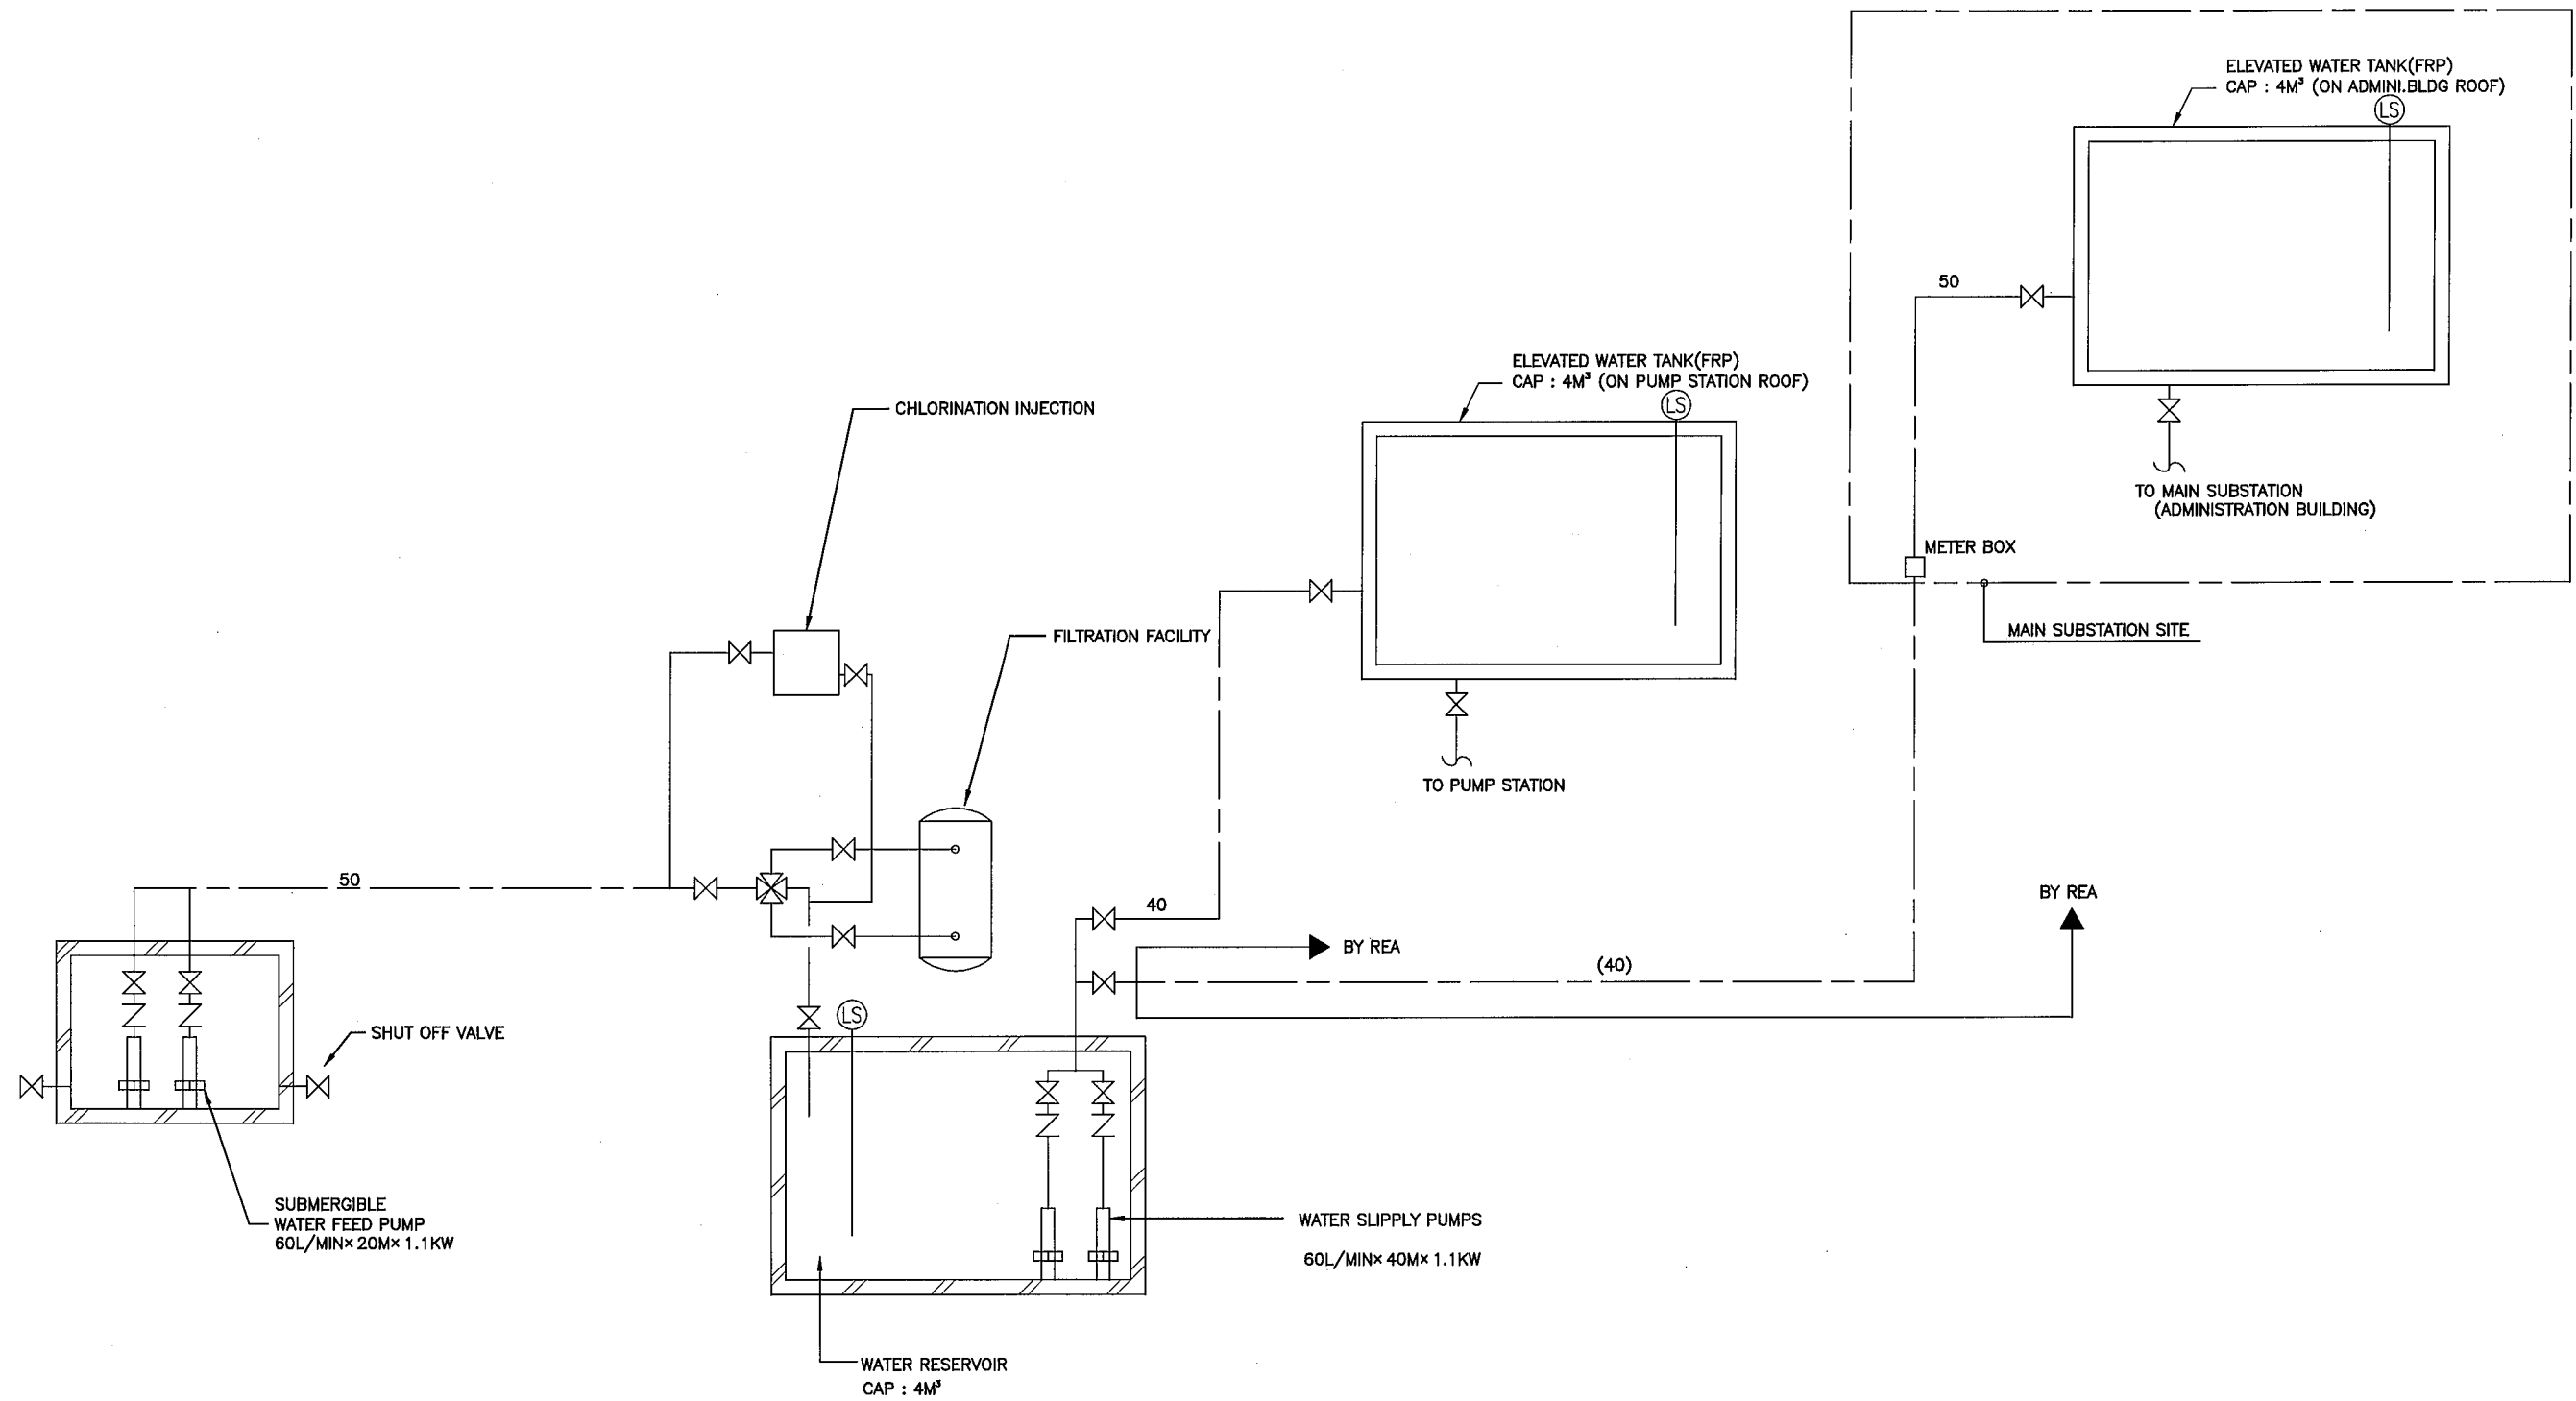 ELEVATED WATER TANK(FRP)
CAP : 4M³ (ON ADMINI.BLDG ROOF)
LS
50
TO MAIN SUBSTATION
(ADMINISTRATION BUILDING)
METER BOX
MAIN SUBSTATION SITE
ELEVATED WATER TANK(FRP)
CAP : 4M³ (ON PUMP STATION ROOF)
LS
TO PUMP STATION
CHLORINATION INJECTION
FILTRATION FACILITY
50
40
BY REA
BY REA
(40)
SHUT OFF VALVE
LS
SUBMERGIBLE
WATER FEED PUMP
60L/MIN×20M×1.1KW
WATER SLIPPLY PUMPS
60L/MIN×40M×1.1KW
WATER RESERVOIR
CAP : 4M³